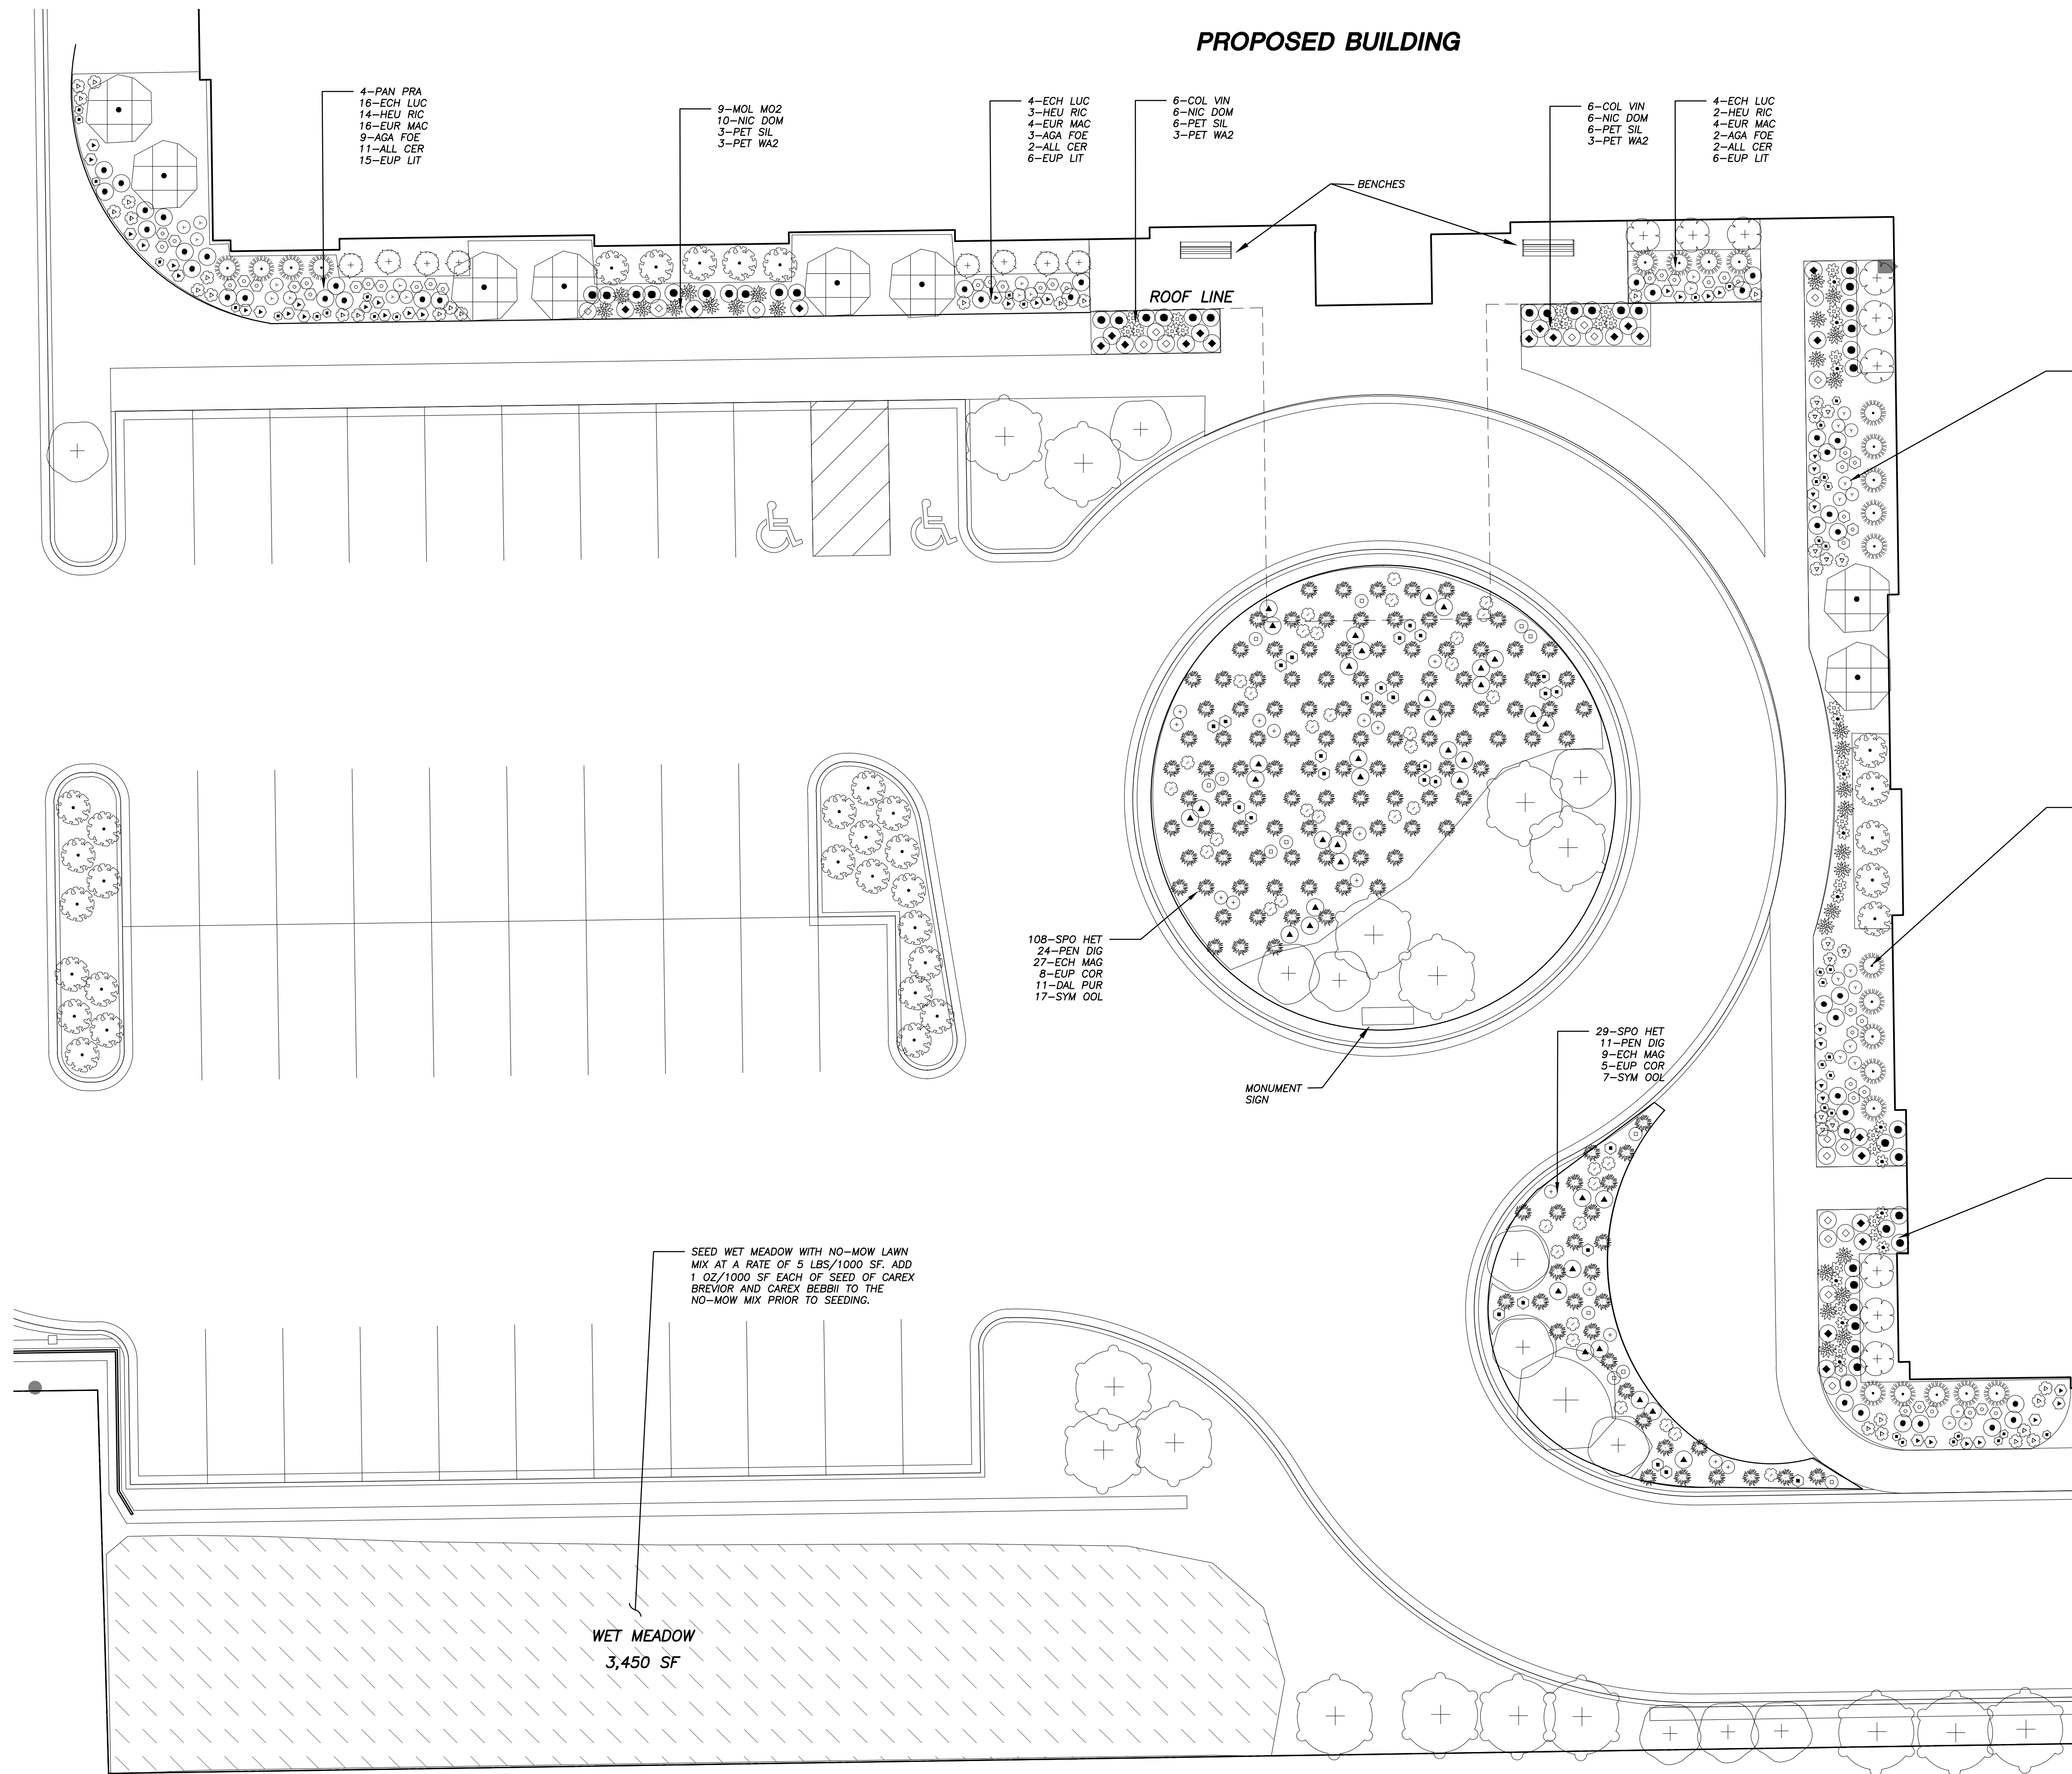 PROPOSED BUILDING
4-PAN PRA
16-ECH LUC
14-HEU RIC
16-EUR MAC
9-AGA FOE
11-ALL CER
15-EUP LIT
9-MOL MO2
10-NIC DOM
3-PET SIL
3-PET WA2
4-ECH LUC
3-HEU RIC
4-EUR MAC
3-AGA FOE
2-ALL CER
6-EUP LIT
6-COL VIN
6-NIC DOM
6-PET SIL
3-PET WA2
6-COL VIN
6-NIC DOM
6-PET SIL
3-PET WA2
4-ECH LUC
2-HEU RIC
4-EUR MAC
2-AGA FOE
2-ALL CER
6-EUP LIT
BENCHES
ROOF LINE
108-SPO HET
24-PEN DIG
27-ECH MAG
8-EUP COR
11-DAL PUR
17-SYM OOL
29-SPO HET
11-PEN DIG
9-ECH MAG
5-EUP COR
7-SYM OOL
MONUMENT
SIGN
SEED WET MEADOW WITH NO-MOW LAWN
MIX AT A RATE OF 5 LBS/1000 SF. ADD
1 OZ/1000 SF EACH OF SEED OF CAREX
BREVIOR AND CAREX BEBBII TO THE
NO-MOW MIX PRIOR TO SEEDING.
WET MEADOW
3,450 SF